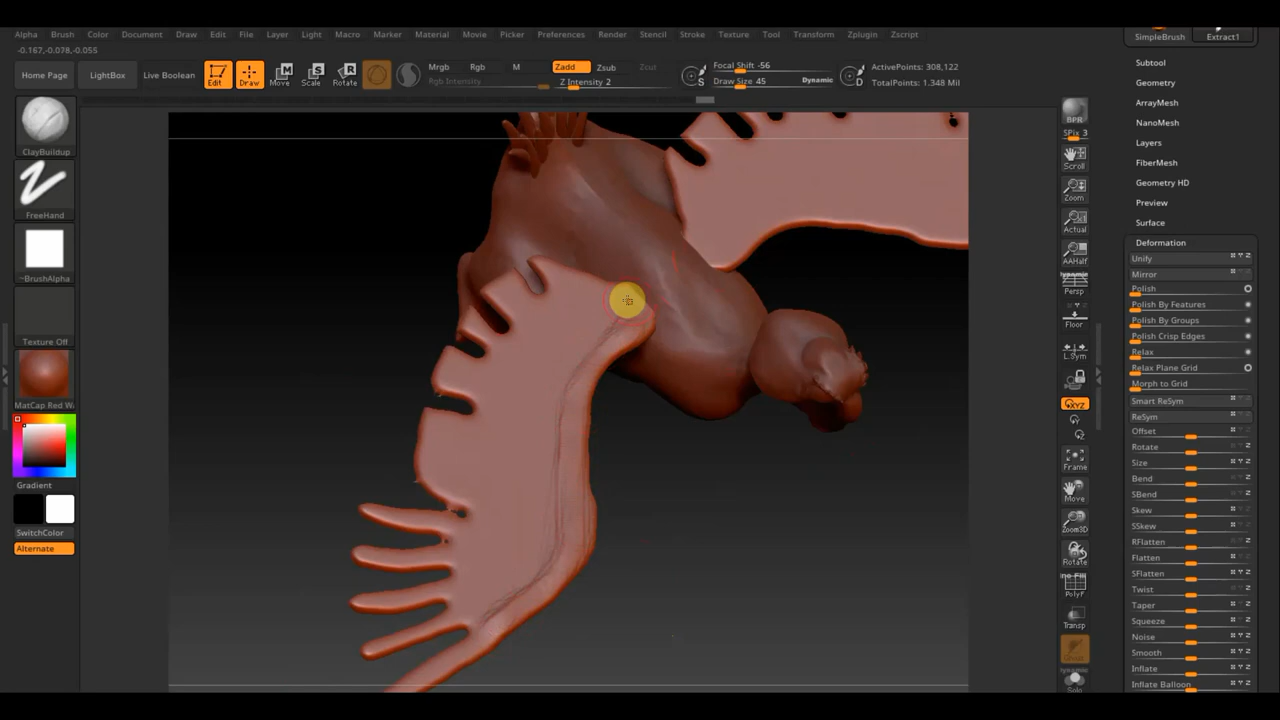 Alpha Brush Color Document Draw Edit File Layer Light Macro Marker Material Movie Picker Preferences Render Stencil Stroke Texture Tool Transform Zplugin Zscript
-0.167,-0.078,-0.055
Home Page LightBox Live Boolean Edit Draw Move Scale Rotate
Mrgb Rgb M Zadd Zsub Zcut
Rgb Intensity Z Intensity 2
Focal Shift -56
Draw Size 45 Dynamic
ActivePoints: 308,122
TotalPoints: 1.348 Mil
ClayBuildup
FreeHand
~BrushAlpha
Texture Off
MatCap Red Wa
Gradient
SwitchColor
Alternate
BPR
SPix 3
Scroll
Zoom
Actual
AAHalf
Dynamic
Persp
Floor
L.Sym
XYZ
Frame
Move
Zoom3D
Rotate
PolyF
Transp
Solo
SimpleBrush Extract1
Subtool
Geometry
ArrayMesh
NanoMesh
Layers
FiberMesh
Geometry HD
Preview
Surface
Deformation
Unify
Mirror
Polish
Polish By Features
Polish By Groups
Polish Crisp Edges
Relax
Relax Plane Grid
Morph to Grid
Smart ReSym
ReSym
Offset
Rotate
Size
Bend
SBend
Skew
SSkew
RFlatten
Flatten
SFlatten
Twist
Taper
Squeeze
Noise
Smooth
Inflate
Inflate Balloon